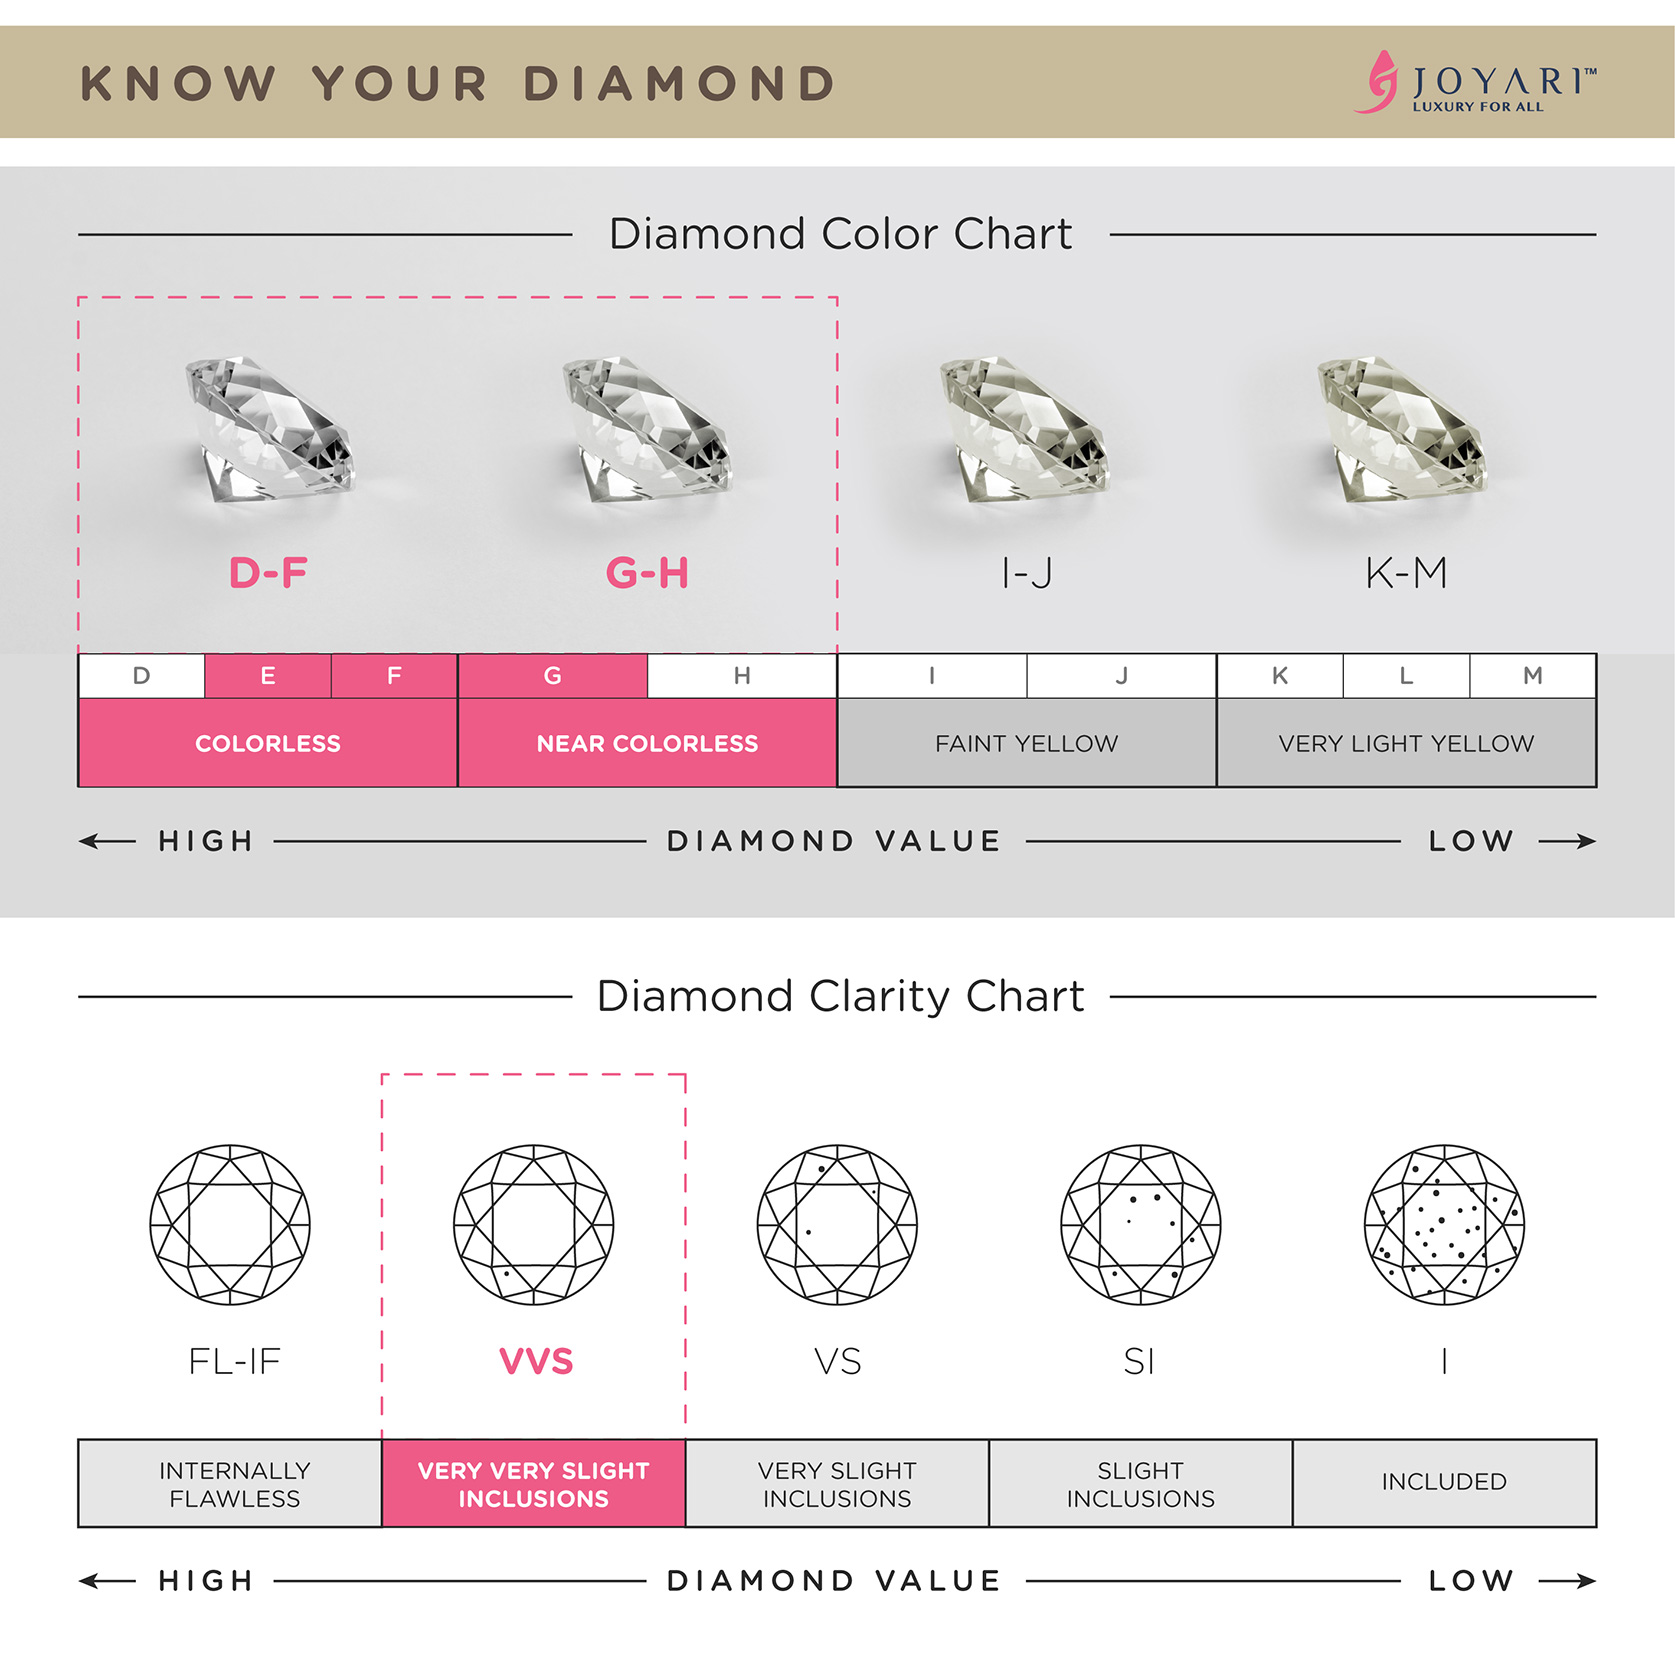 KNOW YOUR DIAMOND
JOYARI™
LUXURY FOR ALL
Diamond Color Chart
D-F G-H I-J K-M
D E F G H I J K L M
COLORLESS NEAR COLORLESS FAINT YELLOW VERY LIGHT YELLOW
HIGH DIAMOND VALUE LOW
Diamond Clarity Chart
FL-IF VVS VS SI I
INTERNALLY
FLAWLESS
VERY VERY SLIGHT
INCLUSIONS
VERY SLIGHT
INCLUSIONS
SLIGHT
INCLUSIONS
INCLUDED
HIGH DIAMOND VALUE LOW